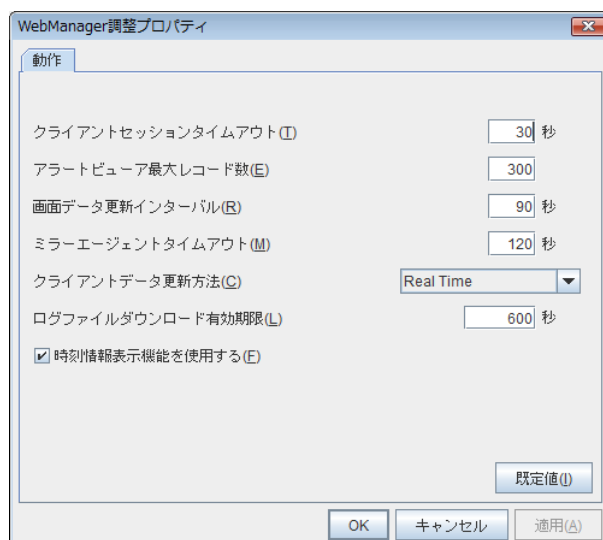 WebManager調整プロパティ
動作
クライアントセッションタイムアウト(T) 30 秒
アラートビューア最大レコード数(E) 300
画面データ更新インターバル(R) 90 秒
ミラーエージェントタイムアウト(M) 120 秒
クライアントデータ更新方法(C) Real Time
ログファイルダウンロード有効期限(L) 600 秒
時刻情報表示機能を使用する(F)
既定値(I)
OK キャンセル 適用(A)